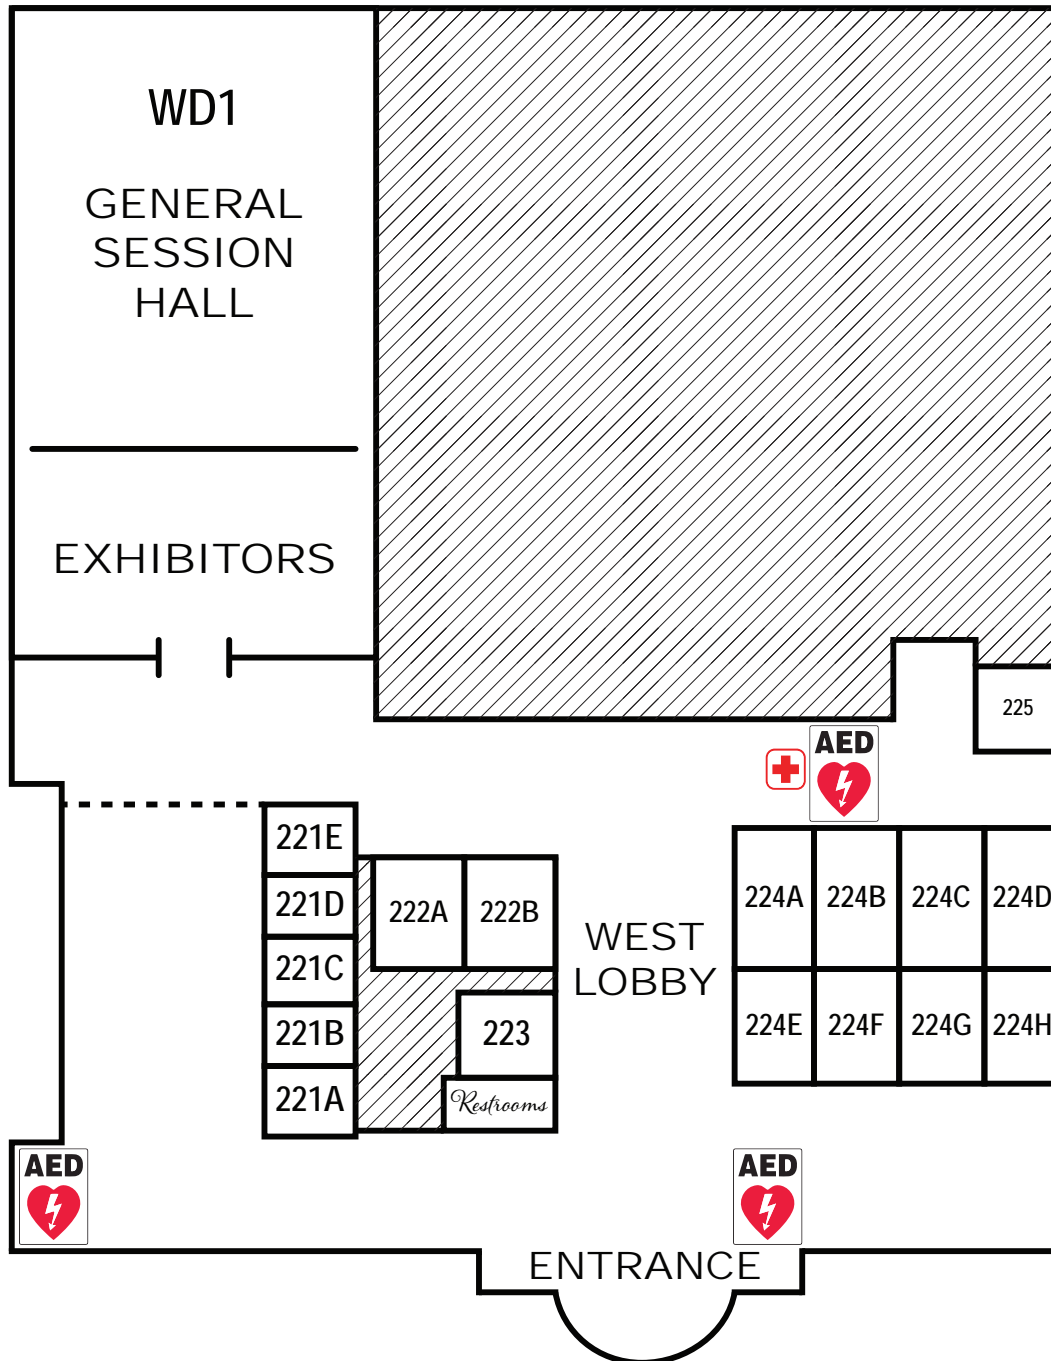 WD1
GENERAL
SESSION
HALL
EXHIBITORS
225
AED
221E
221D
222A
222B
224A
224B
224C
224D
WEST
LOBBY
221C
221B
223
224E
224F
224G
224H
221A
Restrooms
AED
AED
ENTRANCE